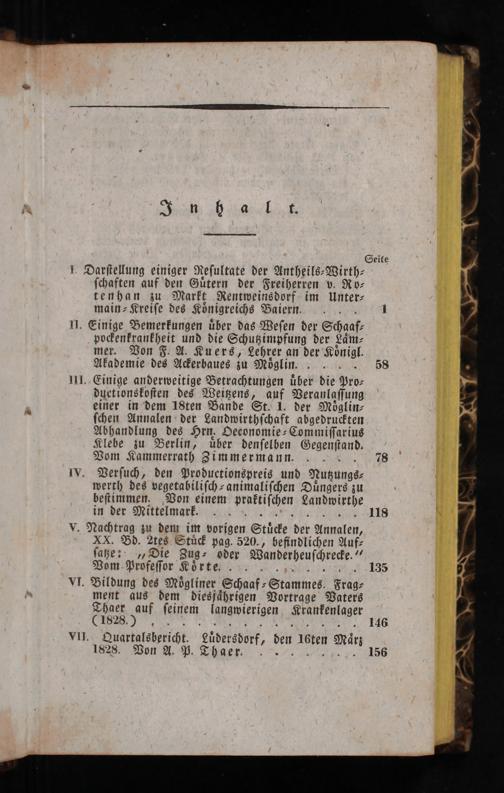 Inhalt.
Seite
I. Darstellung einiger Resultate der Antheils-Wirth-
schaften auf den Gütern der Freiherren v. Ro-
tenhan zu Markt Rentweinsdorf im Unter-
main-Kreise des Königreichs Baiern. . . . . 1
II. Einige Bemerkungen über das Wesen der Schaaf-
pockenkrankheit und die Schutzimpfung der Läm-
mer. Von F. A. Kuers, Lehrer an der Königl.
Akademie des Ackerbaues zu Möglin. . . . . . 58
III. Einige anderweitige Betrachtungen über die Pro-
ductionskosten des Weitzens, auf Veranlassung
einer in dem 18ten Bande St. 1. der Möglin-
schen Annalen der Landwirthschaft abgedruckten
Abhandlung des Hrn. Oeconomie-Commissarius
Klebe zu Berlin, über denselben Gegenstand.
Vom Kammerrath Zimmermann. . . . . 78
IV. Versuch, den Productionspreis und Nutzungs-
werth des vegetabilisch-animalischen Düngers zu
bestimmen. Von einem praktischen Landwirthe
in der Mittelmark. . . . . . . . . . . 118
V. Nachtrag zu dem im vorigen Stücke der Annalen,
XX. Bd. 2tes Stück pag. 520., befindlichen Auf-
satze: „Die Zug- oder Wanderheuschrecke.“
Vom Professor Körte. . . . . . . . . . 135
VI. Bildung des Mögliner Schaaf-Stammes. Frag-
ment aus dem diesjährigen Vortrage Vaters
Thaer auf seinem langwierigen Krankenlager
(1828.) . . . . . . . . . . . . . . 146
VII. Quartalsbericht. Lüdersdorf, den 16ten März
1828. Von A. P. Thaer. . . . . . . . . 156